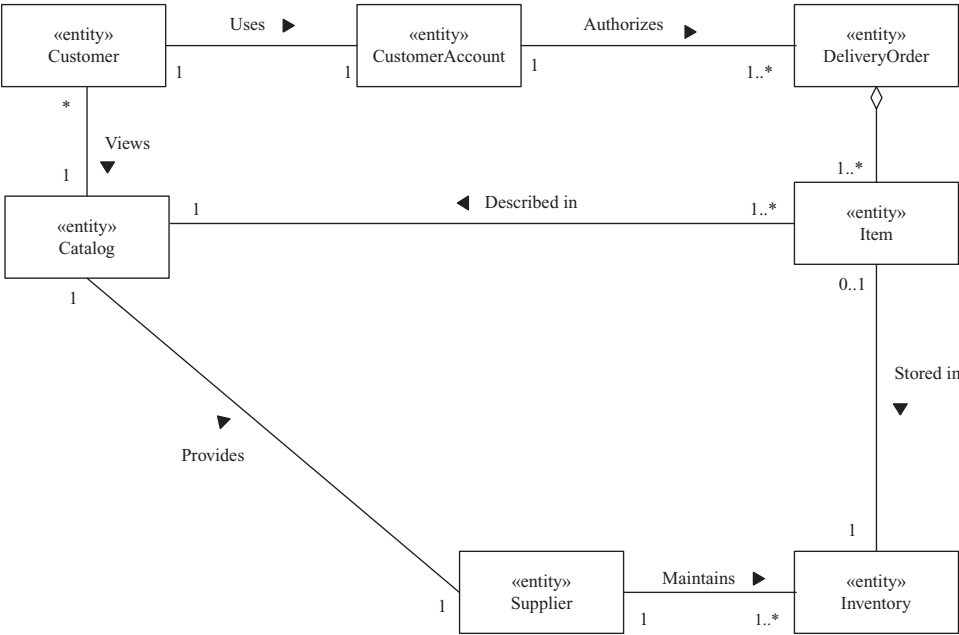 «entity»
Customer
Uses
«entity»
CustomerAccount
Authorizes
«entity»
DeliveryOrder
1
1
1
1..*
*
Views
1
1..*
1
Described in
1..*
«entity»
Catalog
«entity»
Item
1
0..1
Stored in
Provides
1
«entity»
Supplier
Maintains
«entity»
Inventory
1
1
1..*